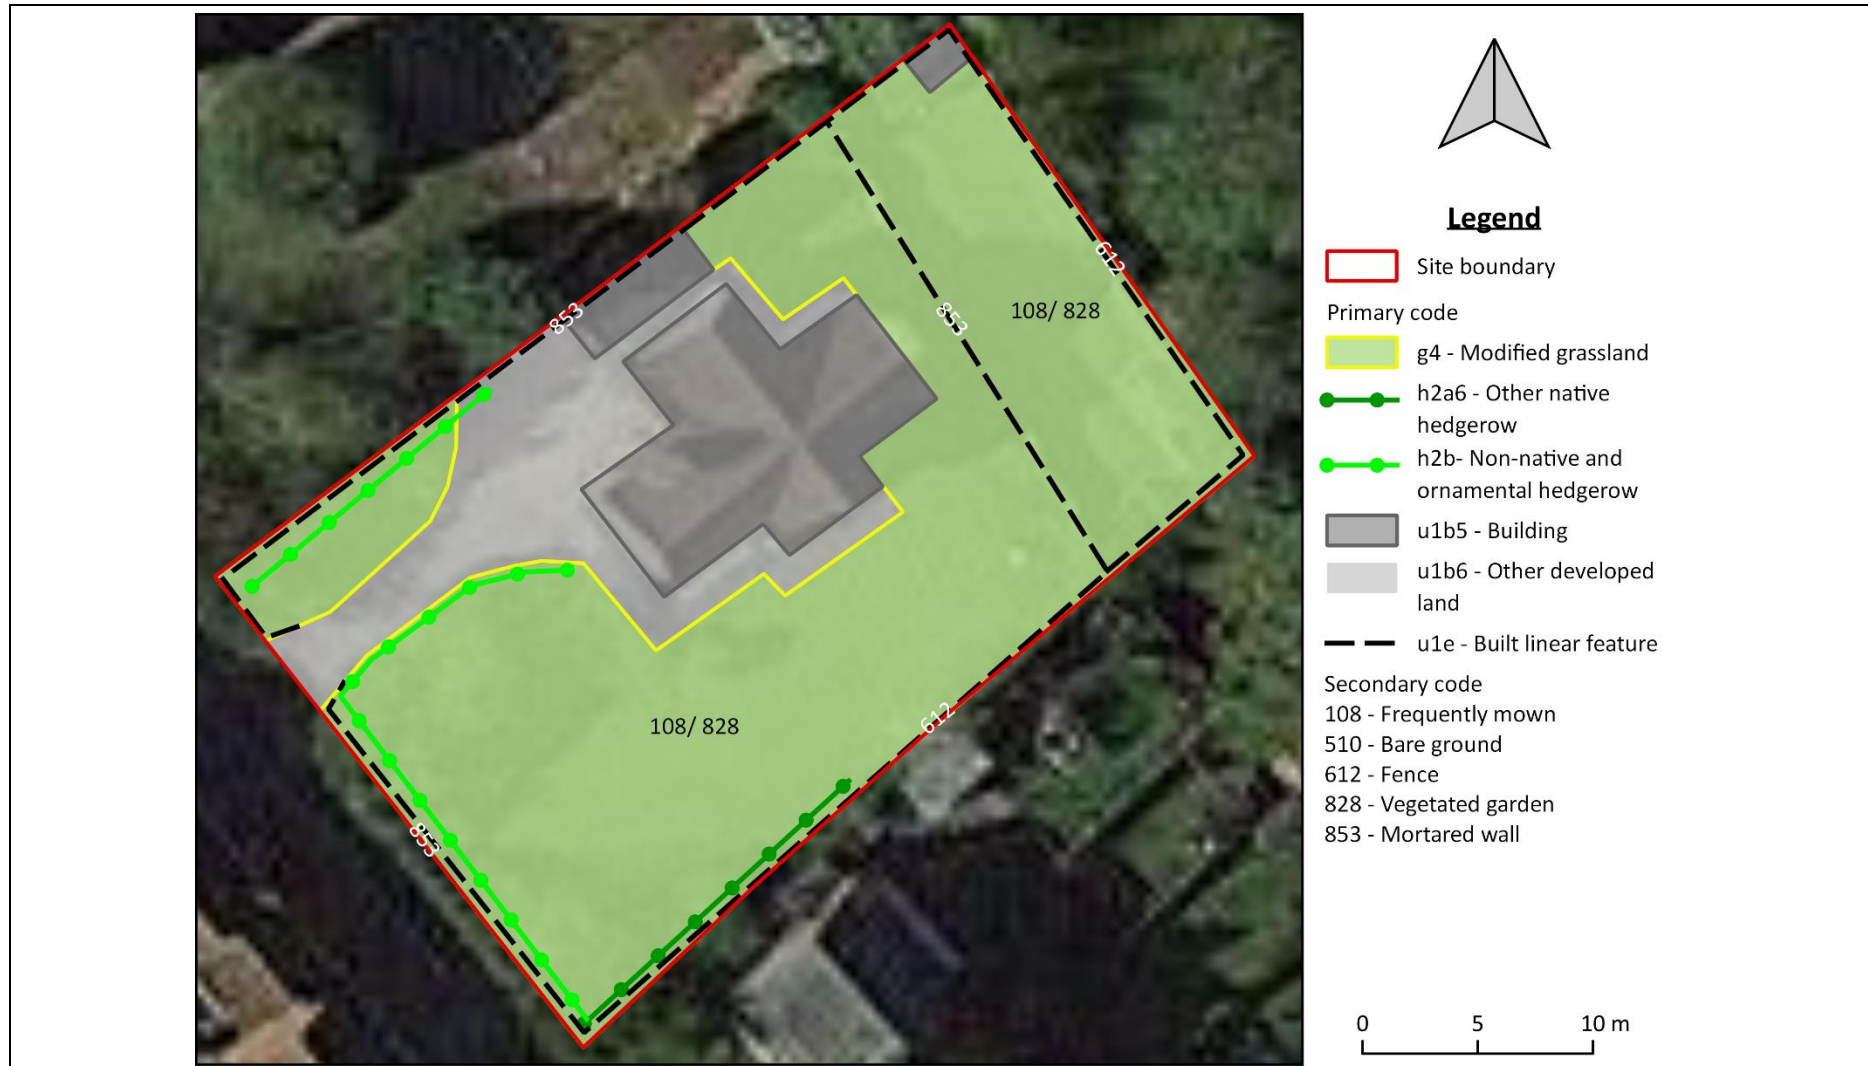 612
853
853
108/ 828
612
108/ 828
853
Legend
Site boundary
Primary code
g4 - Modified grassland
h2a6 - Other native
hedgerow
h2b- Non-native and
ornamental hedgerow
u1b5 - Building
u1b6 - Other developed
land
u1e - Built linear feature
Secondary code
108 - Frequently mown
510 - Bare ground
612 - Fence
828 - Vegetated garden
853 - Mortared wall
0 5 10 m